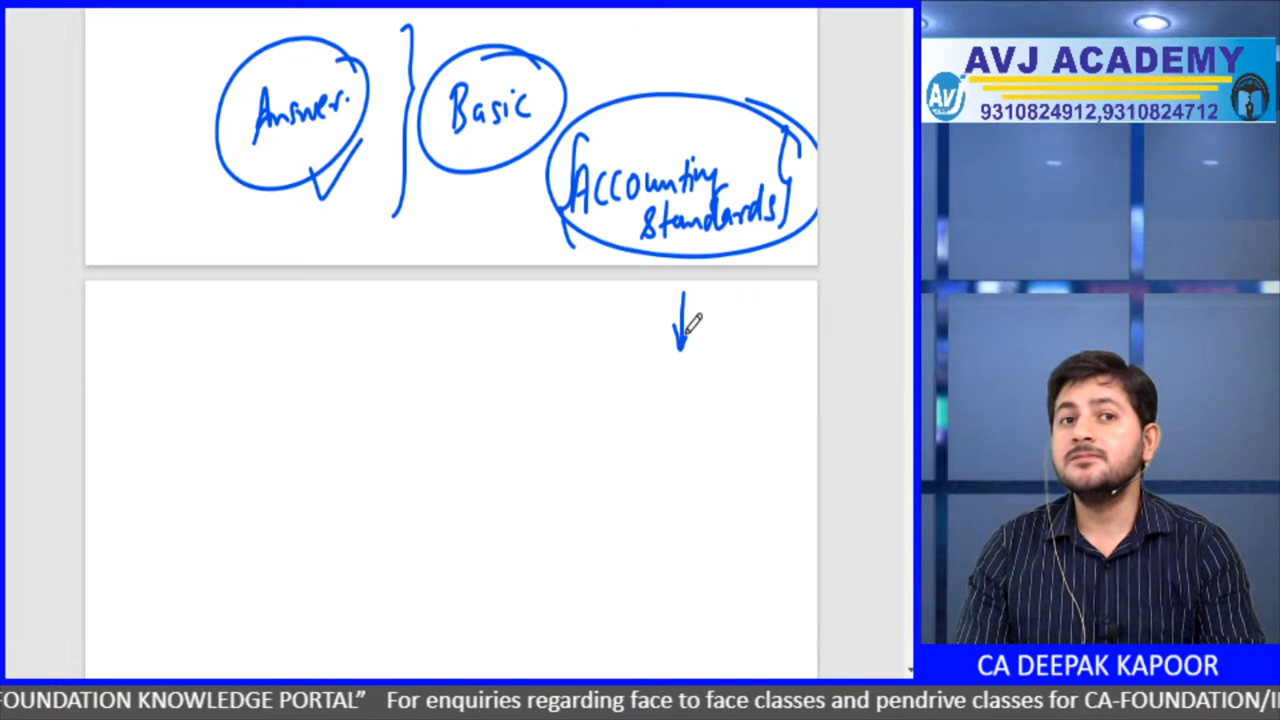 Answer.
Basic
Accounting
Standards
AVJ ACADEMY
AV
9310824912,9310824712
CA DEEPAK KAPOOR
FOUNDATION KNOWLEDGE PORTAL” For enquiries regarding face to face classes and pendrive classes for CA-FOUNDATION/I